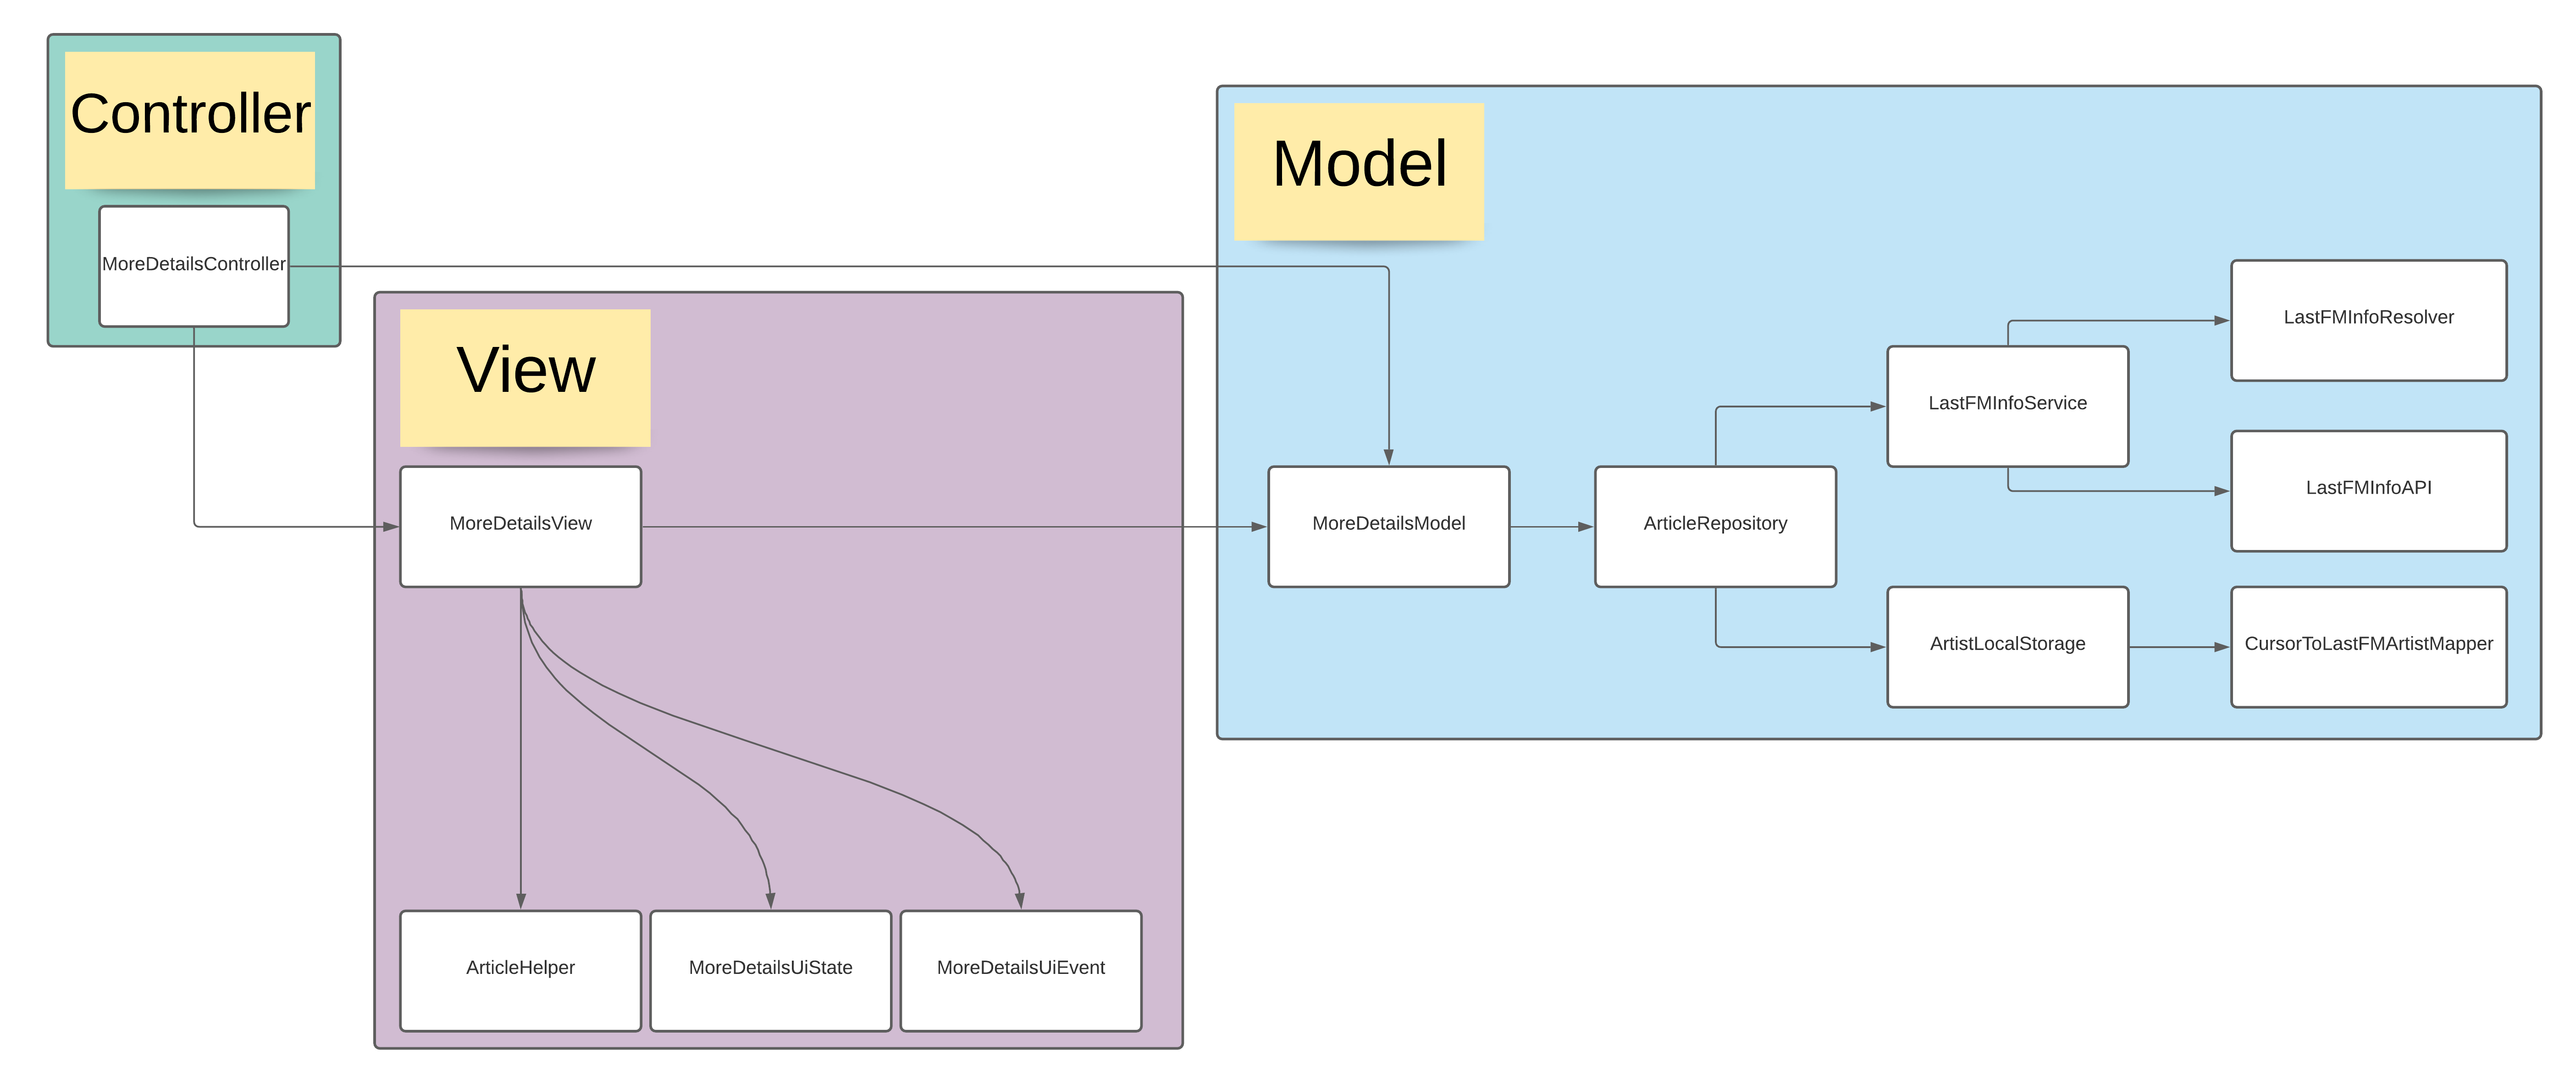 Controller
MoreDetailsController
View
MoreDetailsView
ArticleHelper
MoreDetailsUiState
MoreDetailsUiEvent
Model
MoreDetailsModel
ArticleRepository
LastFMInfoService
LastFMInfoResolver
LastFMInfoAPI
ArtistLocalStorage
CursorToLastFMArtistMapper